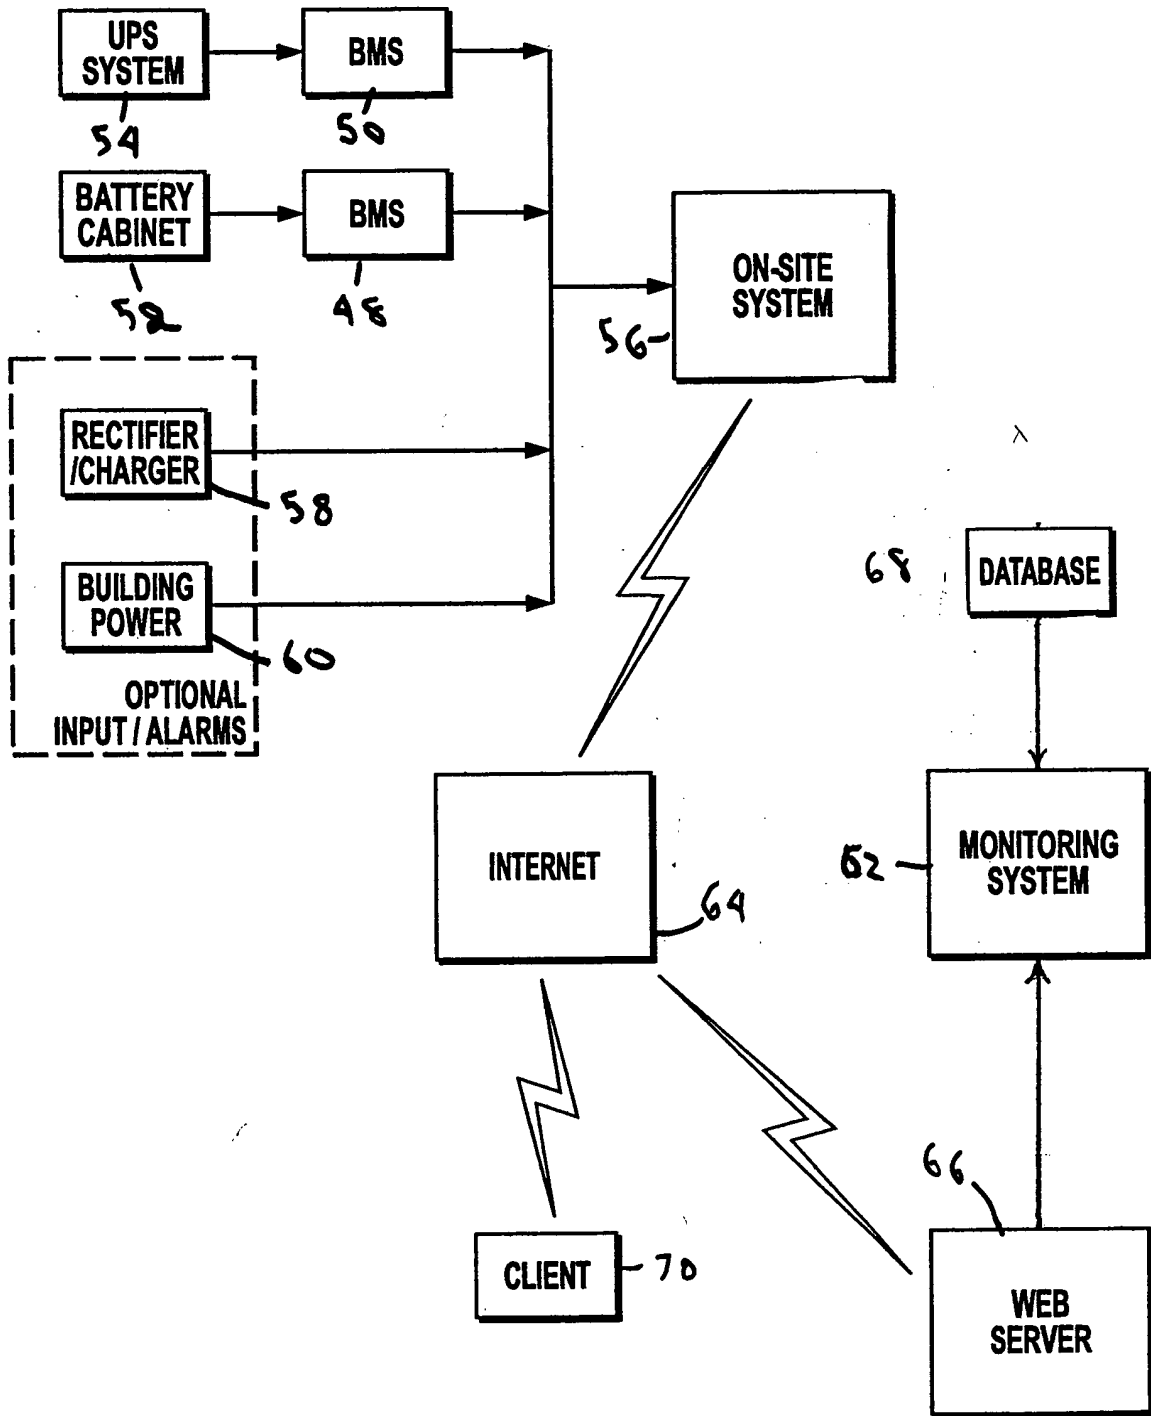 UPS
SYSTEM
54
BMS
50
BATTERY
CABINET
52
BMS
48
ON-SITE
SYSTEM
56
RECTIFIER
/CHARGER
58
BUILDING
POWER
60
OPTIONAL
INPUT / ALARMS
68
DATABASE
INTERNET
64
62
MONITORING
SYSTEM
66
CLIENT
70
WEB
SERVER